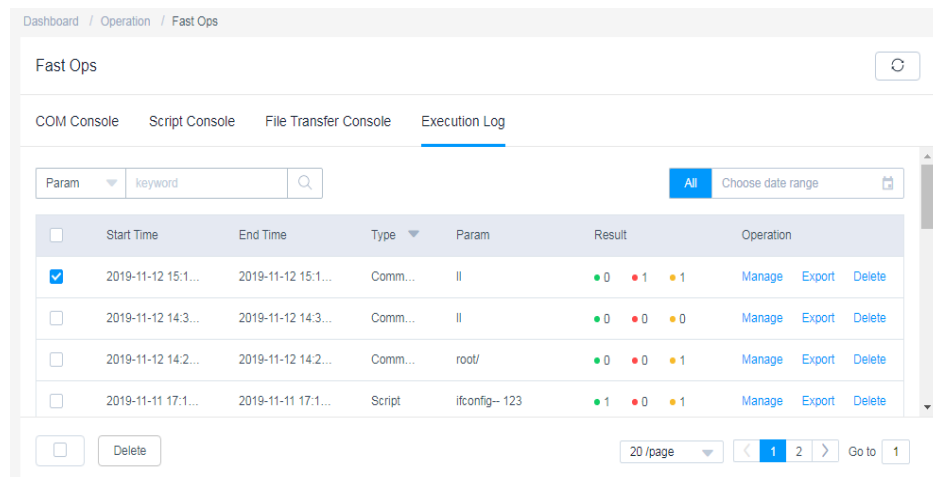 Dashboard / Operation / Fast Ops
Fast Ops
COM Console Script Console File Transfer Console Execution Log
Param keyword All Choose date range
Start Time End Time Type Param Result Operation
2019-11-12 15:1... 2019-11-12 15:1... Comm... ll 0 1 1 Manage Export Delete
2019-11-12 14:3... 2019-11-12 14:3... Comm... ll 0 0 0 Manage Export Delete
2019-11-12 14:2... 2019-11-12 14:2... Comm... root/ 0 0 1 Manage Export Delete
2019-11-11 17:1... 2019-11-11 17:1... Script ifconfig-- 123 1 0 1 Manage Export Delete
Delete 20 /page 1 2 Go to 1